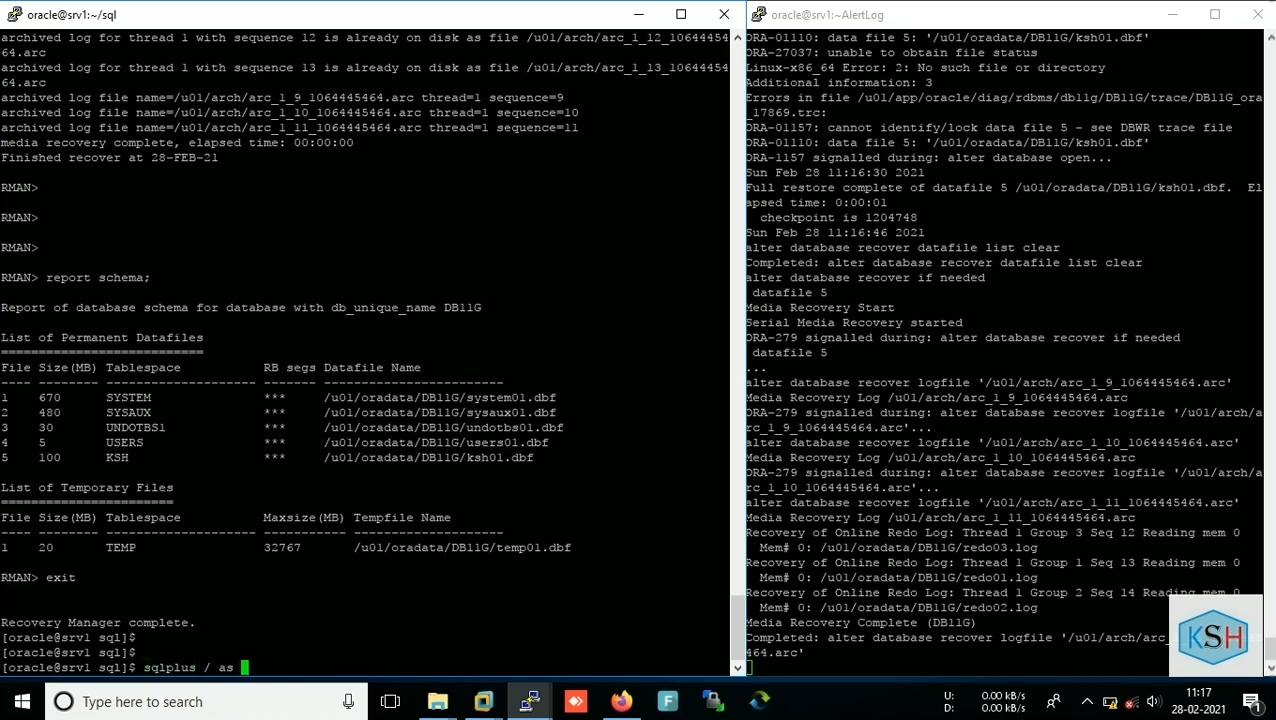 oracle@srv1:~/sql
archived log for thread 1 with sequence 12 is already on disk as file /u01/arch/arc_1_12_10644454
64.arc
archived log for thread 1 with sequence 13 is already on disk as file /u01/arch/arc_1_13_10644454
64.arc
archived log file name=/u01/arch/arc_1_9_1064445464.arc thread=1 sequence=9
archived log file name=/u01/arch/arc_1_10_1064445464.arc thread=1 sequence=10
archived log file name=/u01/arch/arc_1_11_1064445464.arc thread=1 sequence=11
media recovery complete, elapsed time: 00:00:00
Finished recover at 28-FEB-21
RMAN>
RMAN>
RMAN>
RMAN> report schema;
Report of database schema for database with db_unique_name DB11G
List of Permanent Datafiles
===========================
File Size(MB) Tablespace           RB segs Datafile Name
---- -------- -------------------- ------- ------------------------
1    670      SYSTEM               ***     /u01/oradata/DB11G/system01.dbf
2    480      SYSAUX               ***     /u01/oradata/DB11G/sysaux01.dbf
3    30       UNDOTBS1             ***     /u01/oradata/DB11G/undotbs01.dbf
4    5        USERS                ***     /u01/oradata/DB11G/users01.dbf
5    100      KSH                  ***     /u01/oradata/DB11G/ksh01.dbf
List of Temporary Files
=======================
File Size(MB) Tablespace           Maxsize(MB) Tempfile Name
---- -------- -------------------- ----------- --------------------
1    20       TEMP                 32767       /u01/oradata/DB11G/temp01.dbf
RMAN> exit
Recovery Manager complete.
[oracle@srv1 sql]$
[oracle@srv1 sql]$
[oracle@srv1 sql]$ sqlplus / as
oracle@srv1:~AlertLog
ORA-01110: data file 5: '/u01/oradata/DB11G/ksh01.dbf'
ORA-27037: unable to obtain file status
Linux-x86_64 Error: 2: No such file or directory
Additional information: 3
Errors in file /u01/app/oracle/diag/rdbms/db11g/DB11G/trace/DB11G_ora
_17869.trc:
ORA-01157: cannot identify/lock data file 5 - see DBWR trace file
ORA-01110: data file 5: '/u01/oradata/DB11G/ksh01.dbf'
ORA-1157 signalled during: alter database open...
Sun Feb 28 11:16:30 2021
Full restore complete of datafile 5 /u01/oradata/DB11G/ksh01.dbf.  El
apsed time: 0:00:01
  checkpoint is 1204748
Sun Feb 28 11:16:46 2021
alter database recover datafile list clear
Completed: alter database recover datafile list clear
alter database recover if needed
 datafile 5
Media Recovery Start
Serial Media Recovery started
ORA-279 signalled during: alter database recover if needed
 datafile 5
...
alter database recover logfile '/u01/arch/arc_1_9_1064445464.arc'
Media Recovery Log /u01/arch/arc_1_9_1064445464.arc
ORA-279 signalled during: alter database recover logfile '/u01/arch/a
rc_1_9_1064445464.arc'...
alter database recover logfile '/u01/arch/arc_1_10_1064445464.arc'
Media Recovery Log /u01/arch/arc_1_10_1064445464.arc
ORA-279 signalled during: alter database recover logfile '/u01/arch/a
rc_1_10_1064445464.arc'...
alter database recover logfile '/u01/arch/arc_1_11_1064445464.arc'
Media Recovery Log /u01/arch/arc_1_11_1064445464.arc
Recovery of Online Redo Log: Thread 1 Group 3 Seq 12 Reading mem 0
  Mem# 0: /u01/oradata/DB11G/redo03.log
Recovery of Online Redo Log: Thread 1 Group 1 Seq 13 Reading mem 0
  Mem# 0: /u01/oradata/DB11G/redo01.log
Recovery of Online Redo Log: Thread 1 Group 2 Seq 14 Reading mem 0
  Mem# 0: /u01/oradata/DB11G/redo02.log
Media Recovery Complete (DB11G)
Completed: alter database recover logfile '/u01/arch/arc_
464.arc'
KSH
Type here to search
U: 0.00 kB/s
D: 0.00 kB/s
11:17
28-02-2021
1